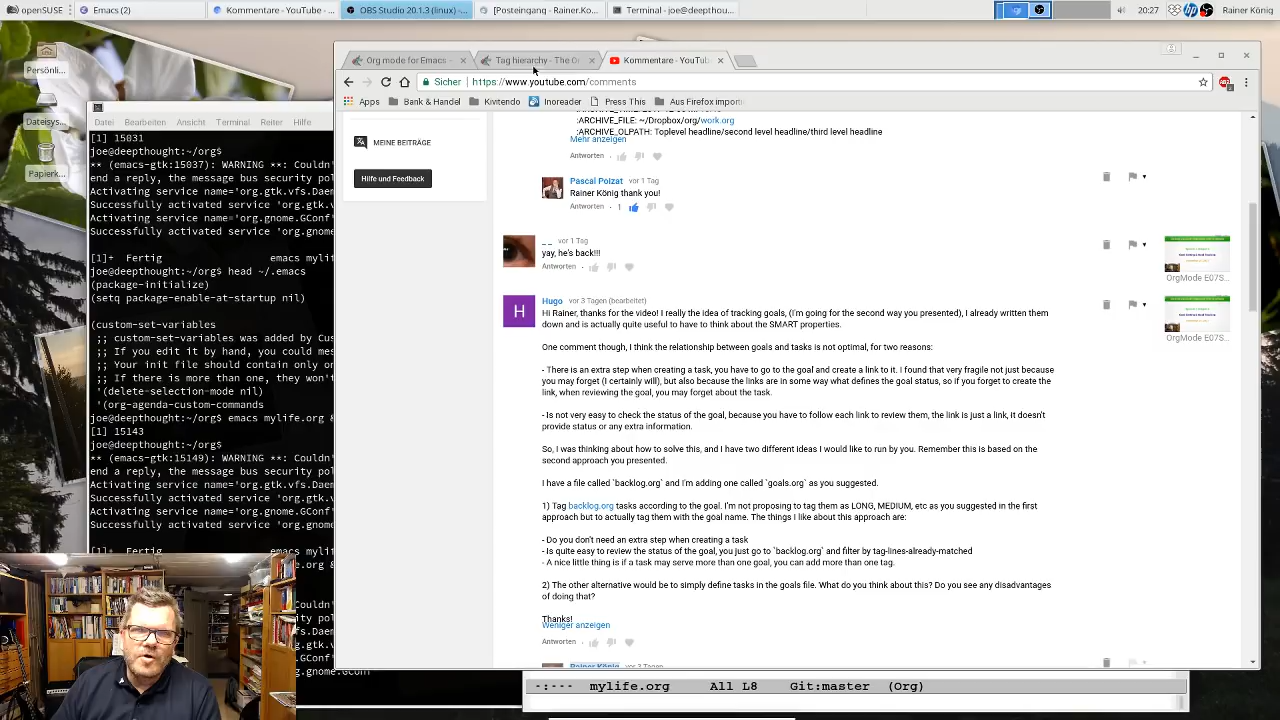 openSUSE
Emacs (2)
Kommentare - YouTube -...
OBS Studio 20.1.3 (linux) -...
[Posteingang - Rainer.Ko...
Terminal - joe@deepthou...
20:27
Rainer König
Persönli...
Dateisys...
Papierk...
Org mode for Emacs –
Tag hierarchy - The Or
Kommentare - YouTub
Sicher
https://www.youtube.com/comments
Apps
Bank & Handel
Kivitendo
Inoreader
Press This
Aus Firefox importi
Datei Bearbeiten Ansicht Terminal Reiter Hilfe
[1] 15031
joe@deepthought:~/org$
** (emacs-gtk:15037): WARNING **: Couldn'
end a reply, the message bus security pol
Activating service name='org.gtk.vfs.Daem
Successfully activated service 'org.gtk.v
Activating service name='org.gnome.GConf'
Successfully activated service 'org.gnome
[1]+ Fertig emacs mylif
joe@deepthought:~/org$ head ~/.emacs
(package-initialize)
(setq package-enable-at-startup nil)
(custom-set-variables
;; custom-set-variables was added by Cus
;; If you edit it by hand, you could mes
;; Your init file should contain only on
;; If there is more than one, they won't
'(delete-selection-mode nil)
'(org-agenda-custom-commands
joe@deepthought:~/org$ emacs mylife.org &
[1] 15143
joe@deepthought:~/org$
** (emacs-gtk:15149): WARNING **: Couldn'
end a reply, the message bus security pol
Activating service name='org.gtk.vfs.Daem
Successfully activated service 'org.gtk.v
Activating service name='org.gnome.GConf'
Successfully activated service 'org.gnome
[1]+ Fertig emacs myli
MEINE BEITRÄGE
Hilfe und Feedback
:ARCHIVE_FILE: ~/Dropbox/org/work.org
:ARCHIVE_OLPATH: Toplevel headline/second level headline/third level headline
Mehr anzeigen
Antworten
Pascal Poizat vor 1 Tag
Rainer König thank you!
Antworten · 1
vor 1 Tag
yay, he's back!!!
Antworten
OrgMode E07S...
H
Hugo vor 3 Tagen (bearbeitet)
Hi Rainer, thanks for the video! I really the idea of tracking goals, (I'm going for the second way you presented), I already written them
down and is actually quite useful to have to think about the SMART properties.
One comment though, I think the relationship between goals and tasks is not optimal, for two reasons:
- There is an extra step when creating a task, you have to go to the goal and create a link to it. I found that very fragile not just because
you may forget (I certainly will), but also because the links are in some way what defines the goal status, so if you forget to create the
link, when reviewing the goal, you may forget about the task.
- Is not very easy to check the status of the goal, because you have to follow each link to review them, the link is just a link, it doesn't
provide status or any extra information.
So, I was thinking about how to solve this, and I have two different ideas I would like to run by you. Remember this is based on the
second approach you presented.
I have a file called `backlog.org` and I'm adding one called `goals.org` as you suggested.
1) Tag backlog.org tasks according to the goal. I'm not proposing to tag them as LONG, MEDIUM, etc as you suggested in the first
approach but to actually tag them with the goal name. The things I like about this approach are:
- Do you don't need an extra step when creating a task
- Is quite easy to review the status of the goal, you just go to `backlog.org` and filter by tag-lines-already-matched
- A nice little thing is if a task may serve more than one goal, you can add more than one tag.
2) The other alternative would be to simply define tasks in the goals file. What do you think about this? Do you see any disadvantages
of doing that?
Thanks!
Weniger anzeigen
Antworten
OrgMode E07S...
Rainer König vor 3 Tagen
-:--- mylife.org All L8 Git:master (Org)